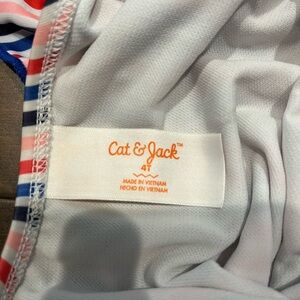 Cat & Jack™
4T
MADE IN VIETNAM
HECHO EN VIETNAM